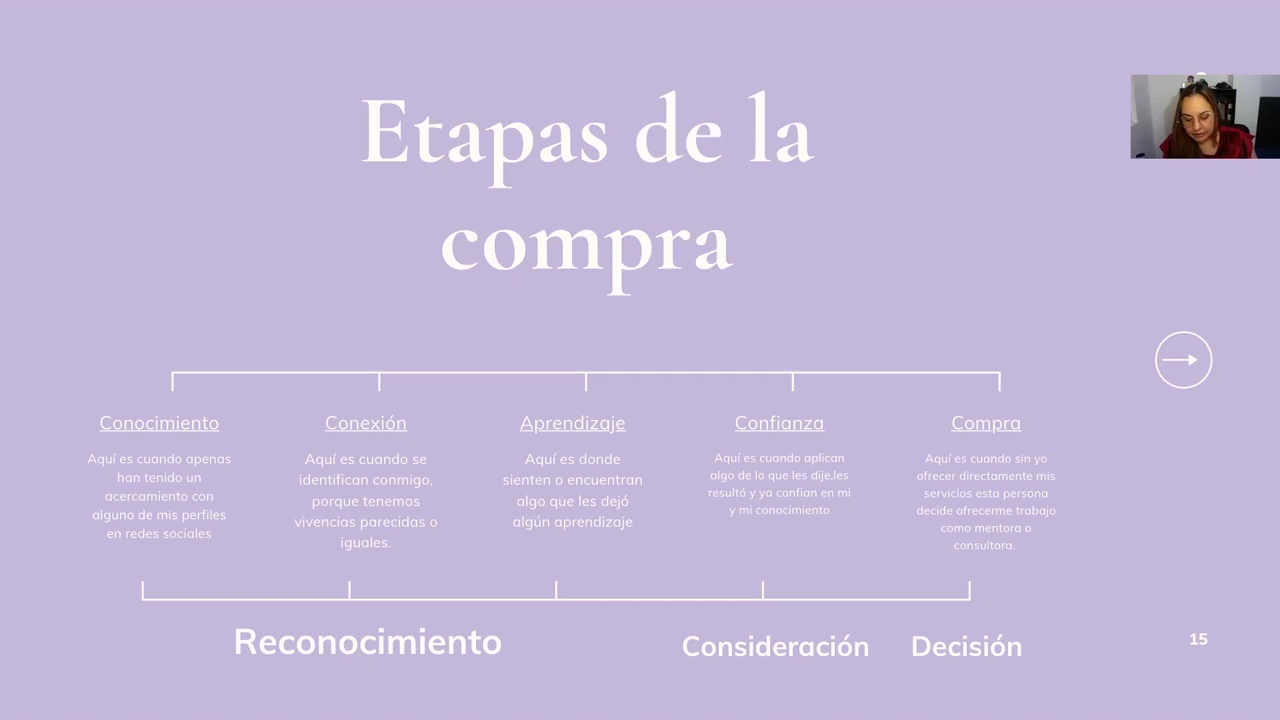 Etapas de la
compra
Conocimiento
Aquí es cuando apenas
han tenido un
acercamiento con
alguno de mis perfiles
en redes sociales
Conexión
Aquí es cuando se
identifican conmigo,
porque tenemos
vivencias parecidas o
iguales.
Aprendizaje
Aquí es donde
sienten o encuentran
algo que les dejó
algún aprendizaje
Confianza
Aquí es cuando aplican
algo de lo que les dije,les
resultó y ya confian en mi
y mi conocimiento
Compra
Aquí es cuando sin yo
ofrecer directamente mis
servicios esta persona
decide ofrecerme trabajo
como mentora o
consultora.
Reconocimiento
Consideración
Decisión
15